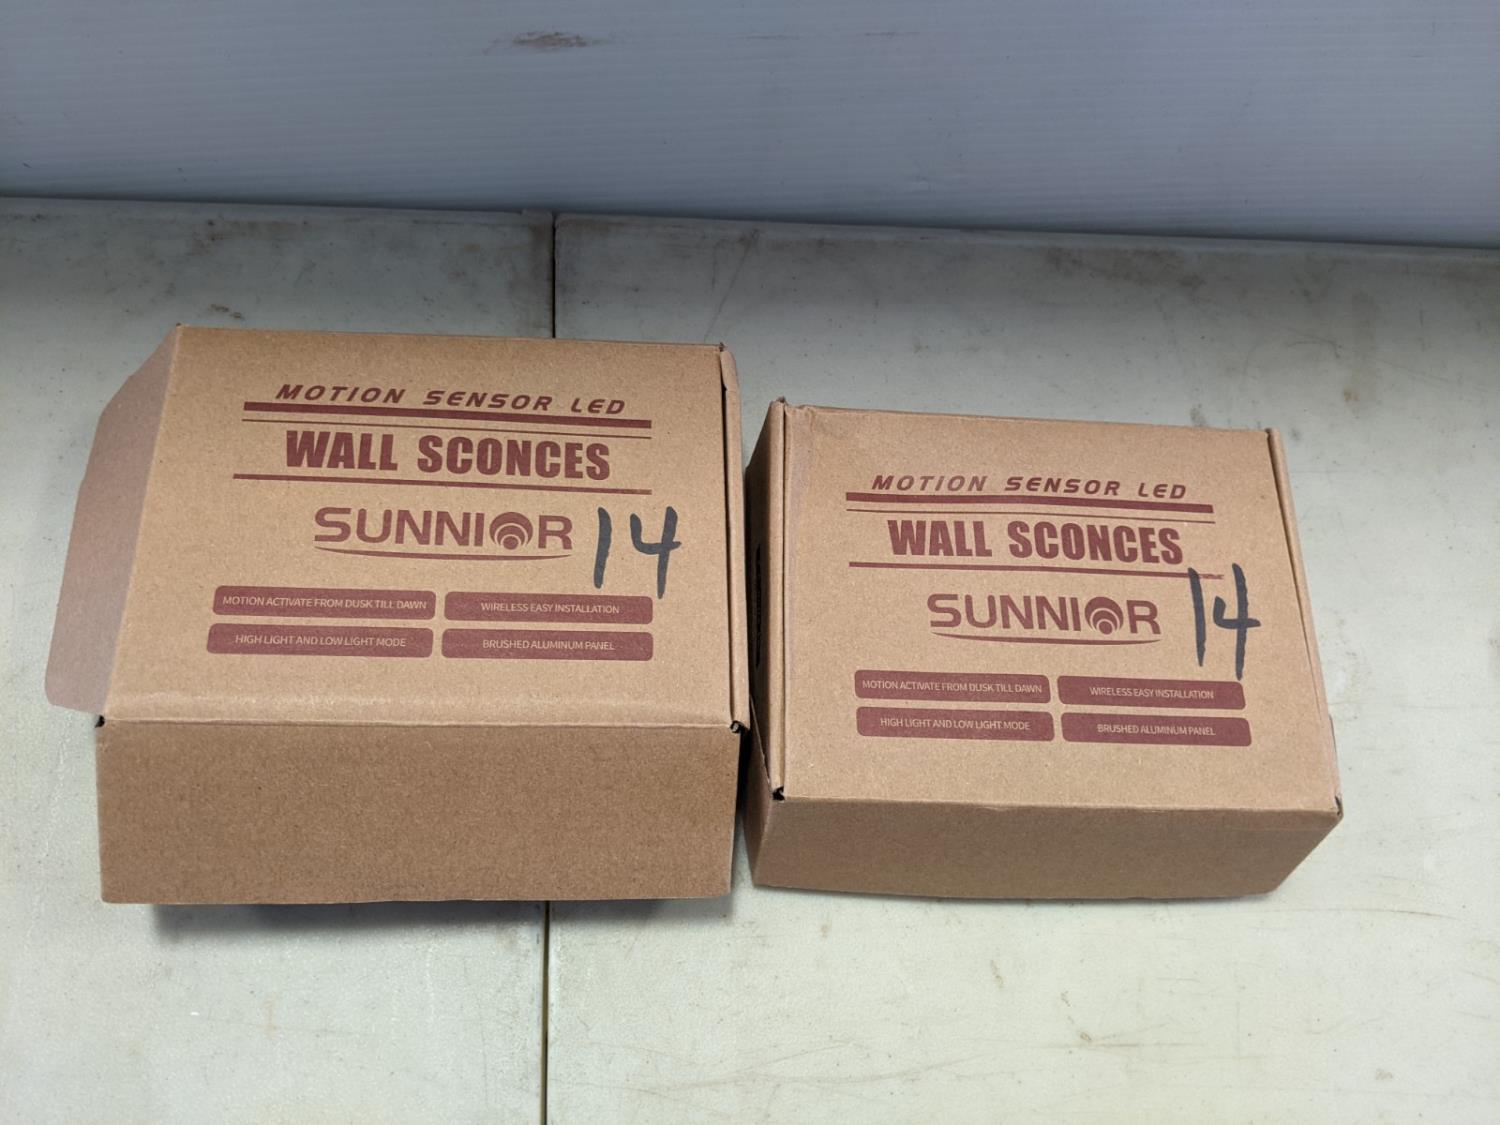 MOTION SENSOR LED
WALL SCONCES
SUNNIOR 14
MOTION ACTIVATE FROM DUSK TILL DAWN WIRELESS EASY INSTALLATION
HIGH LIGHT AND LOW LIGHT MODE BRUSHED ALUMINUM PANEL
MOTION SENSOR LED
WALL SCONCES
SUNNIOR 14
MOTION ACTIVATE FROM DUSK TILL DAWN WIRELESS EASY INSTALLATION
HIGH LIGHT AND LOW LIGHT MODE BRUSHED ALUMINUM PANEL